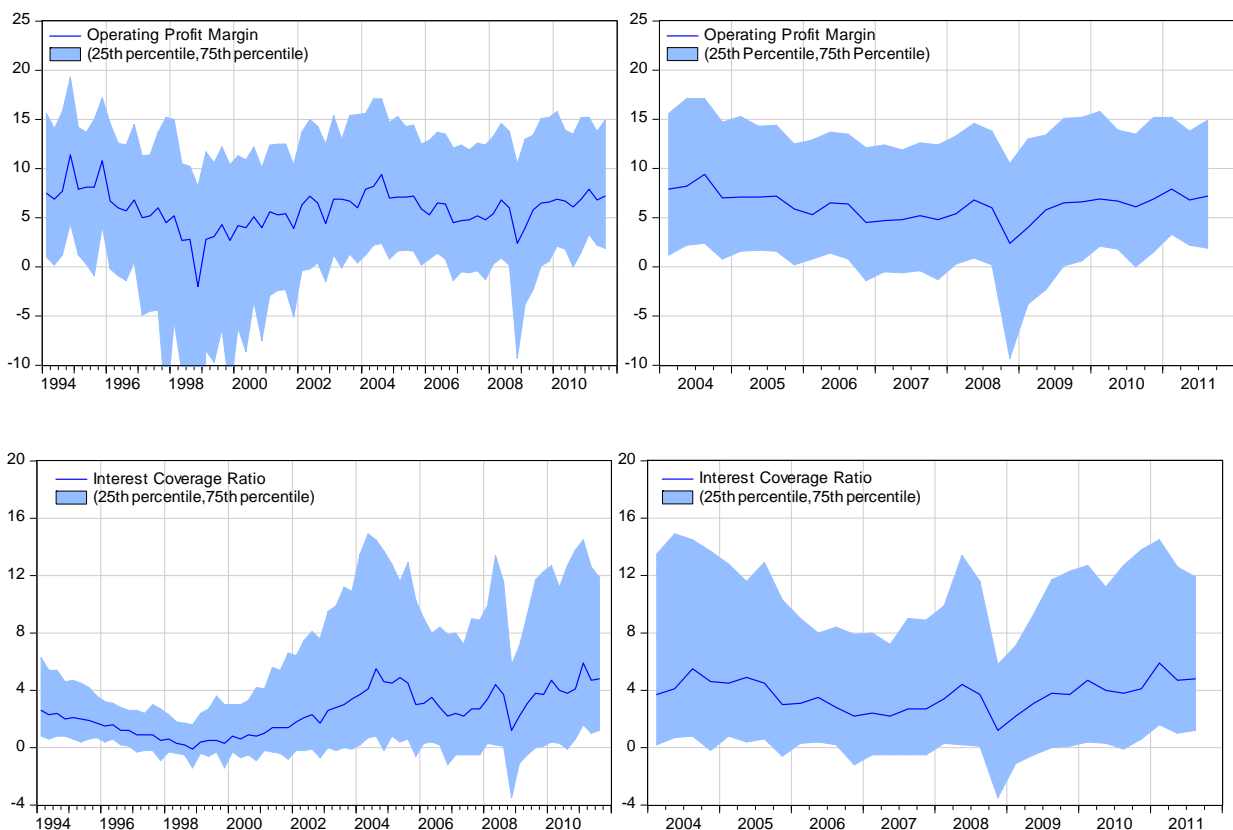 25
20
15
10
5
0
-5
-10
Operating Profit Margin
(25th percentile,75th percentile)
1994 1996 1998 2000 2002 2004 2006 2008 2010
25
20
15
10
5
0
-5
-10
Operating Profit Margin
(25th Percentile,75th Percentile)
2004 2005 2006 2007 2008 2009 2010 2011
20
16
12
8
4
0
-4
Interest Coverage Ratio
(25th percentile,75th percentile)
1994 1996 1998 2000 2002 2004 2006 2008 2010
20
16
12
8
4
0
-4
Interest Coverage Ratio
(25th percentile,75th percentile)
2004 2005 2006 2007 2008 2009 2010 2011